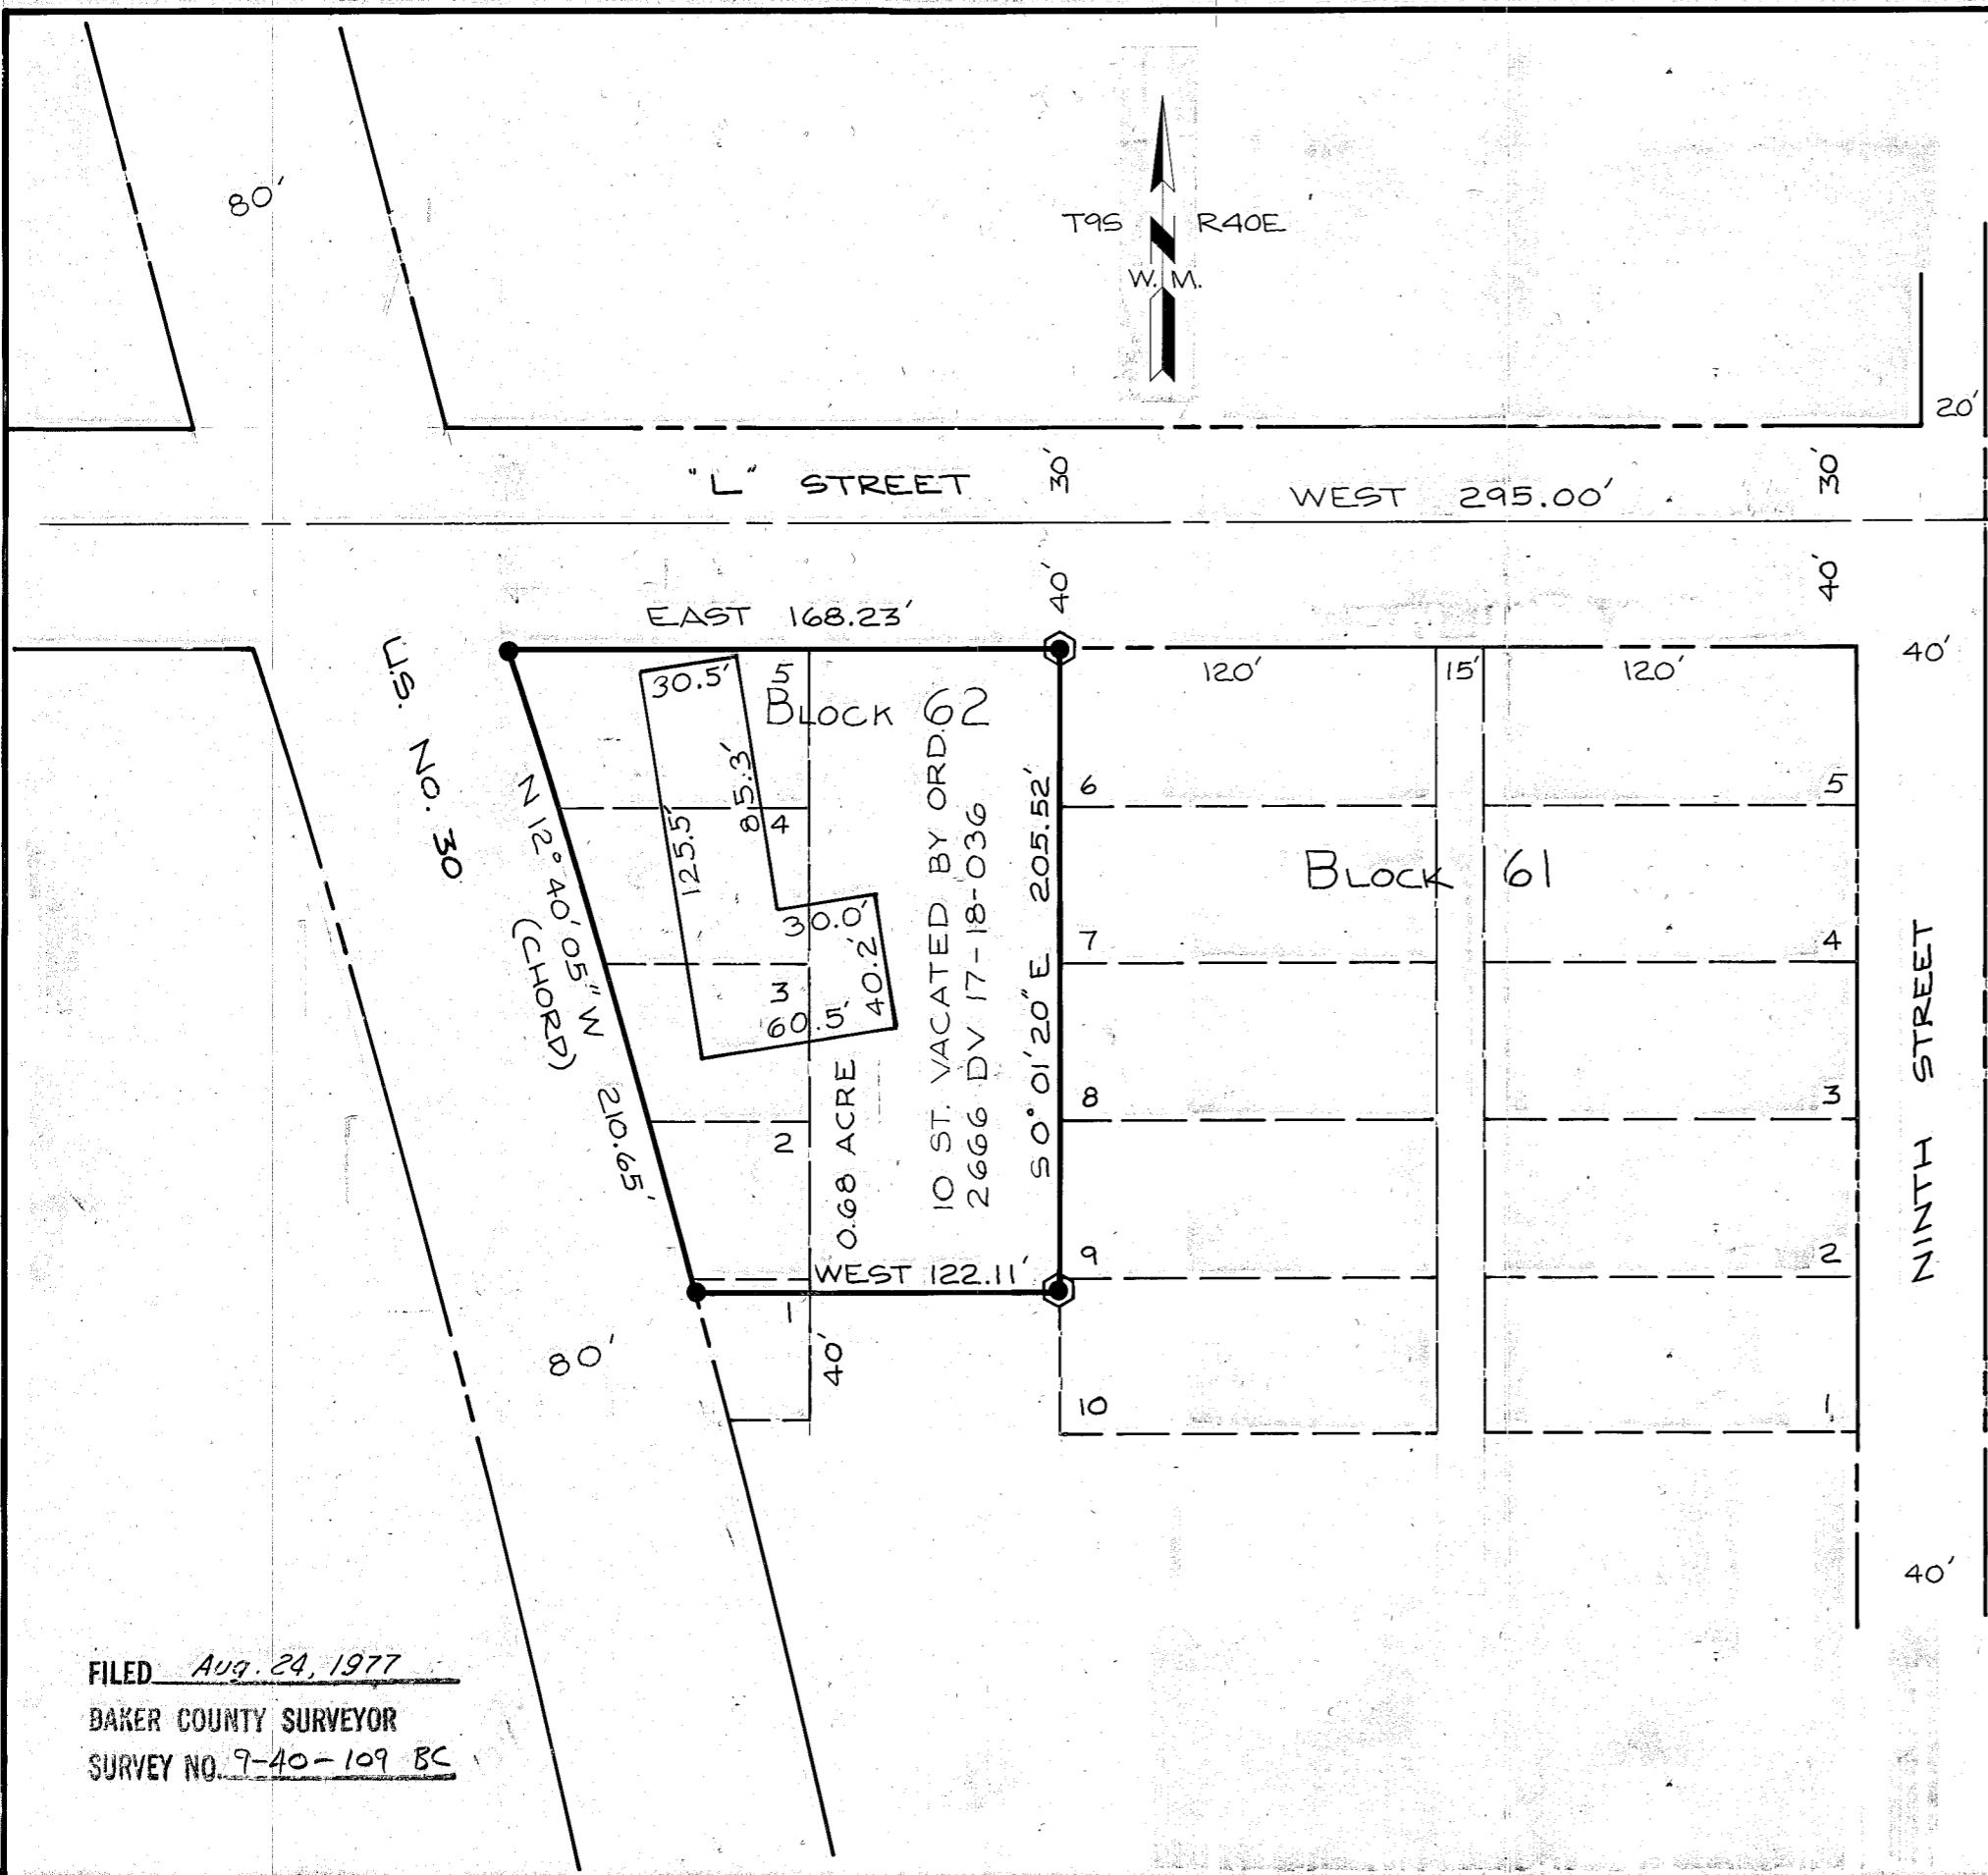 80'
T9S R40E
W. M.
20'
"L" STREET
30'
WEST 295.00'
30'
40'
40'
EAST 168.23'
40'
U.S. No. 30
30.5'
5
BLOCK 62
120'
15'
120'
N 12° 40' 05" W 210.65'
(CHORD)
125.5'
85.3'
4
30.0'
40.2'
3
60.5'
2
0.68 ACRE
10 ST. VACATED BY ORD.
2666 DV 17-18-036
S 0° 01' 20" E 205.52'
6
5
BLOCK 61
7
4
8
3
9
2
10
1
NINTH STREET
WEST 122.11'
1
40'
80'
40'
FILED Aug. 24, 1977
BAKER COUNTY SURVEYOR
SURVEY NO. 9-40-109 BC